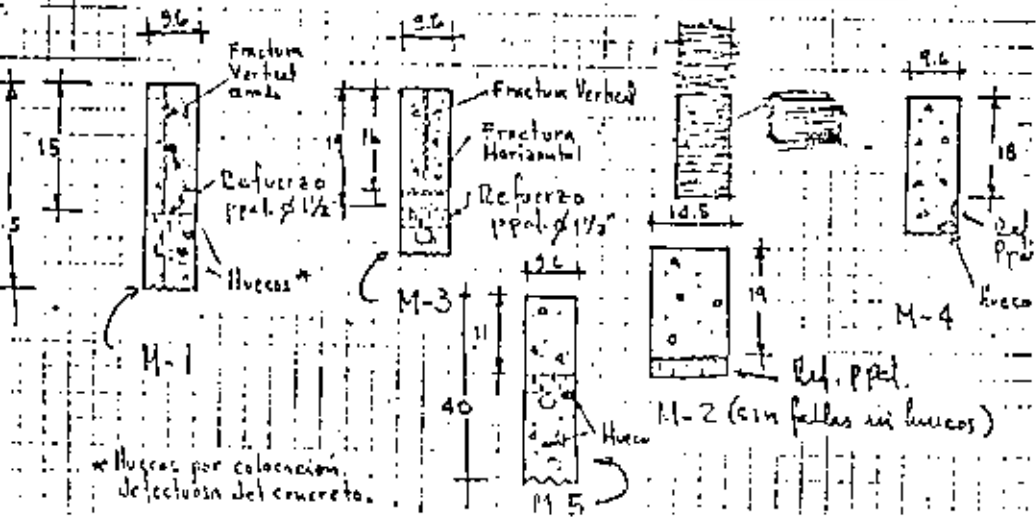 9.6
Fractura
Vertical
15
Refuerzo
ppal. Ø 1½"
Huecos *
M-1
9.6
Fractura Vertical
Fractura
Horizontal
19
16
Refuerzo
ppal. Ø 1½"
M-3
9.6
11
40
Hueco
M-5
10.5
19
Ref. ppal.
M-2 (sin fallas ni huecos)
9.6
18
Ref.
Hueco
M-4
* Huecos por colocación
defectuosa del concreto.